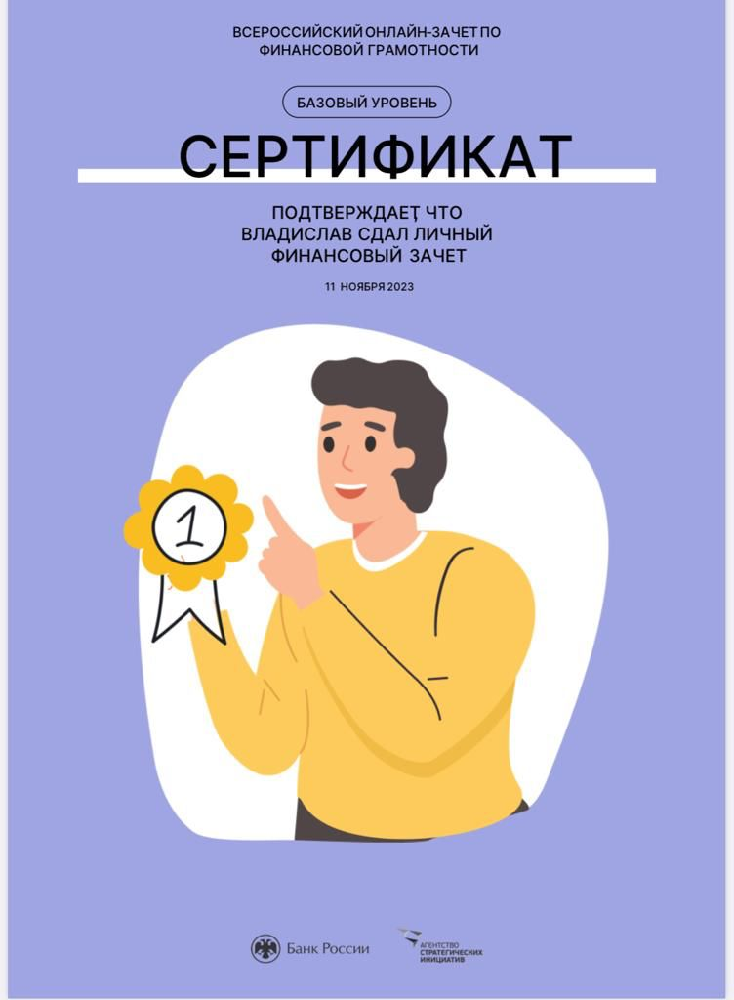 ВСЕРОССИЙСКИЙ ОНЛАЙН-ЗАЧЕТ ПО
ФИНАНСОВОЙ ГРАМОТНОСТИ
БАЗОВЫЙ УРОВЕНЬ
СЕРТИФИКАТ
ПОДТВЕРЖДАЕТ, ЧТО
ВЛАДИСЛАВ СДАЛ ЛИЧНЫЙ
ФИНАНСОВЫЙ ЗАЧЕТ
11 НОЯБРЯ 2023
1
Банк России
АГЕНТСТВО
СТРАТЕГИЧЕСКИХ
ИНИЦИАТИВ